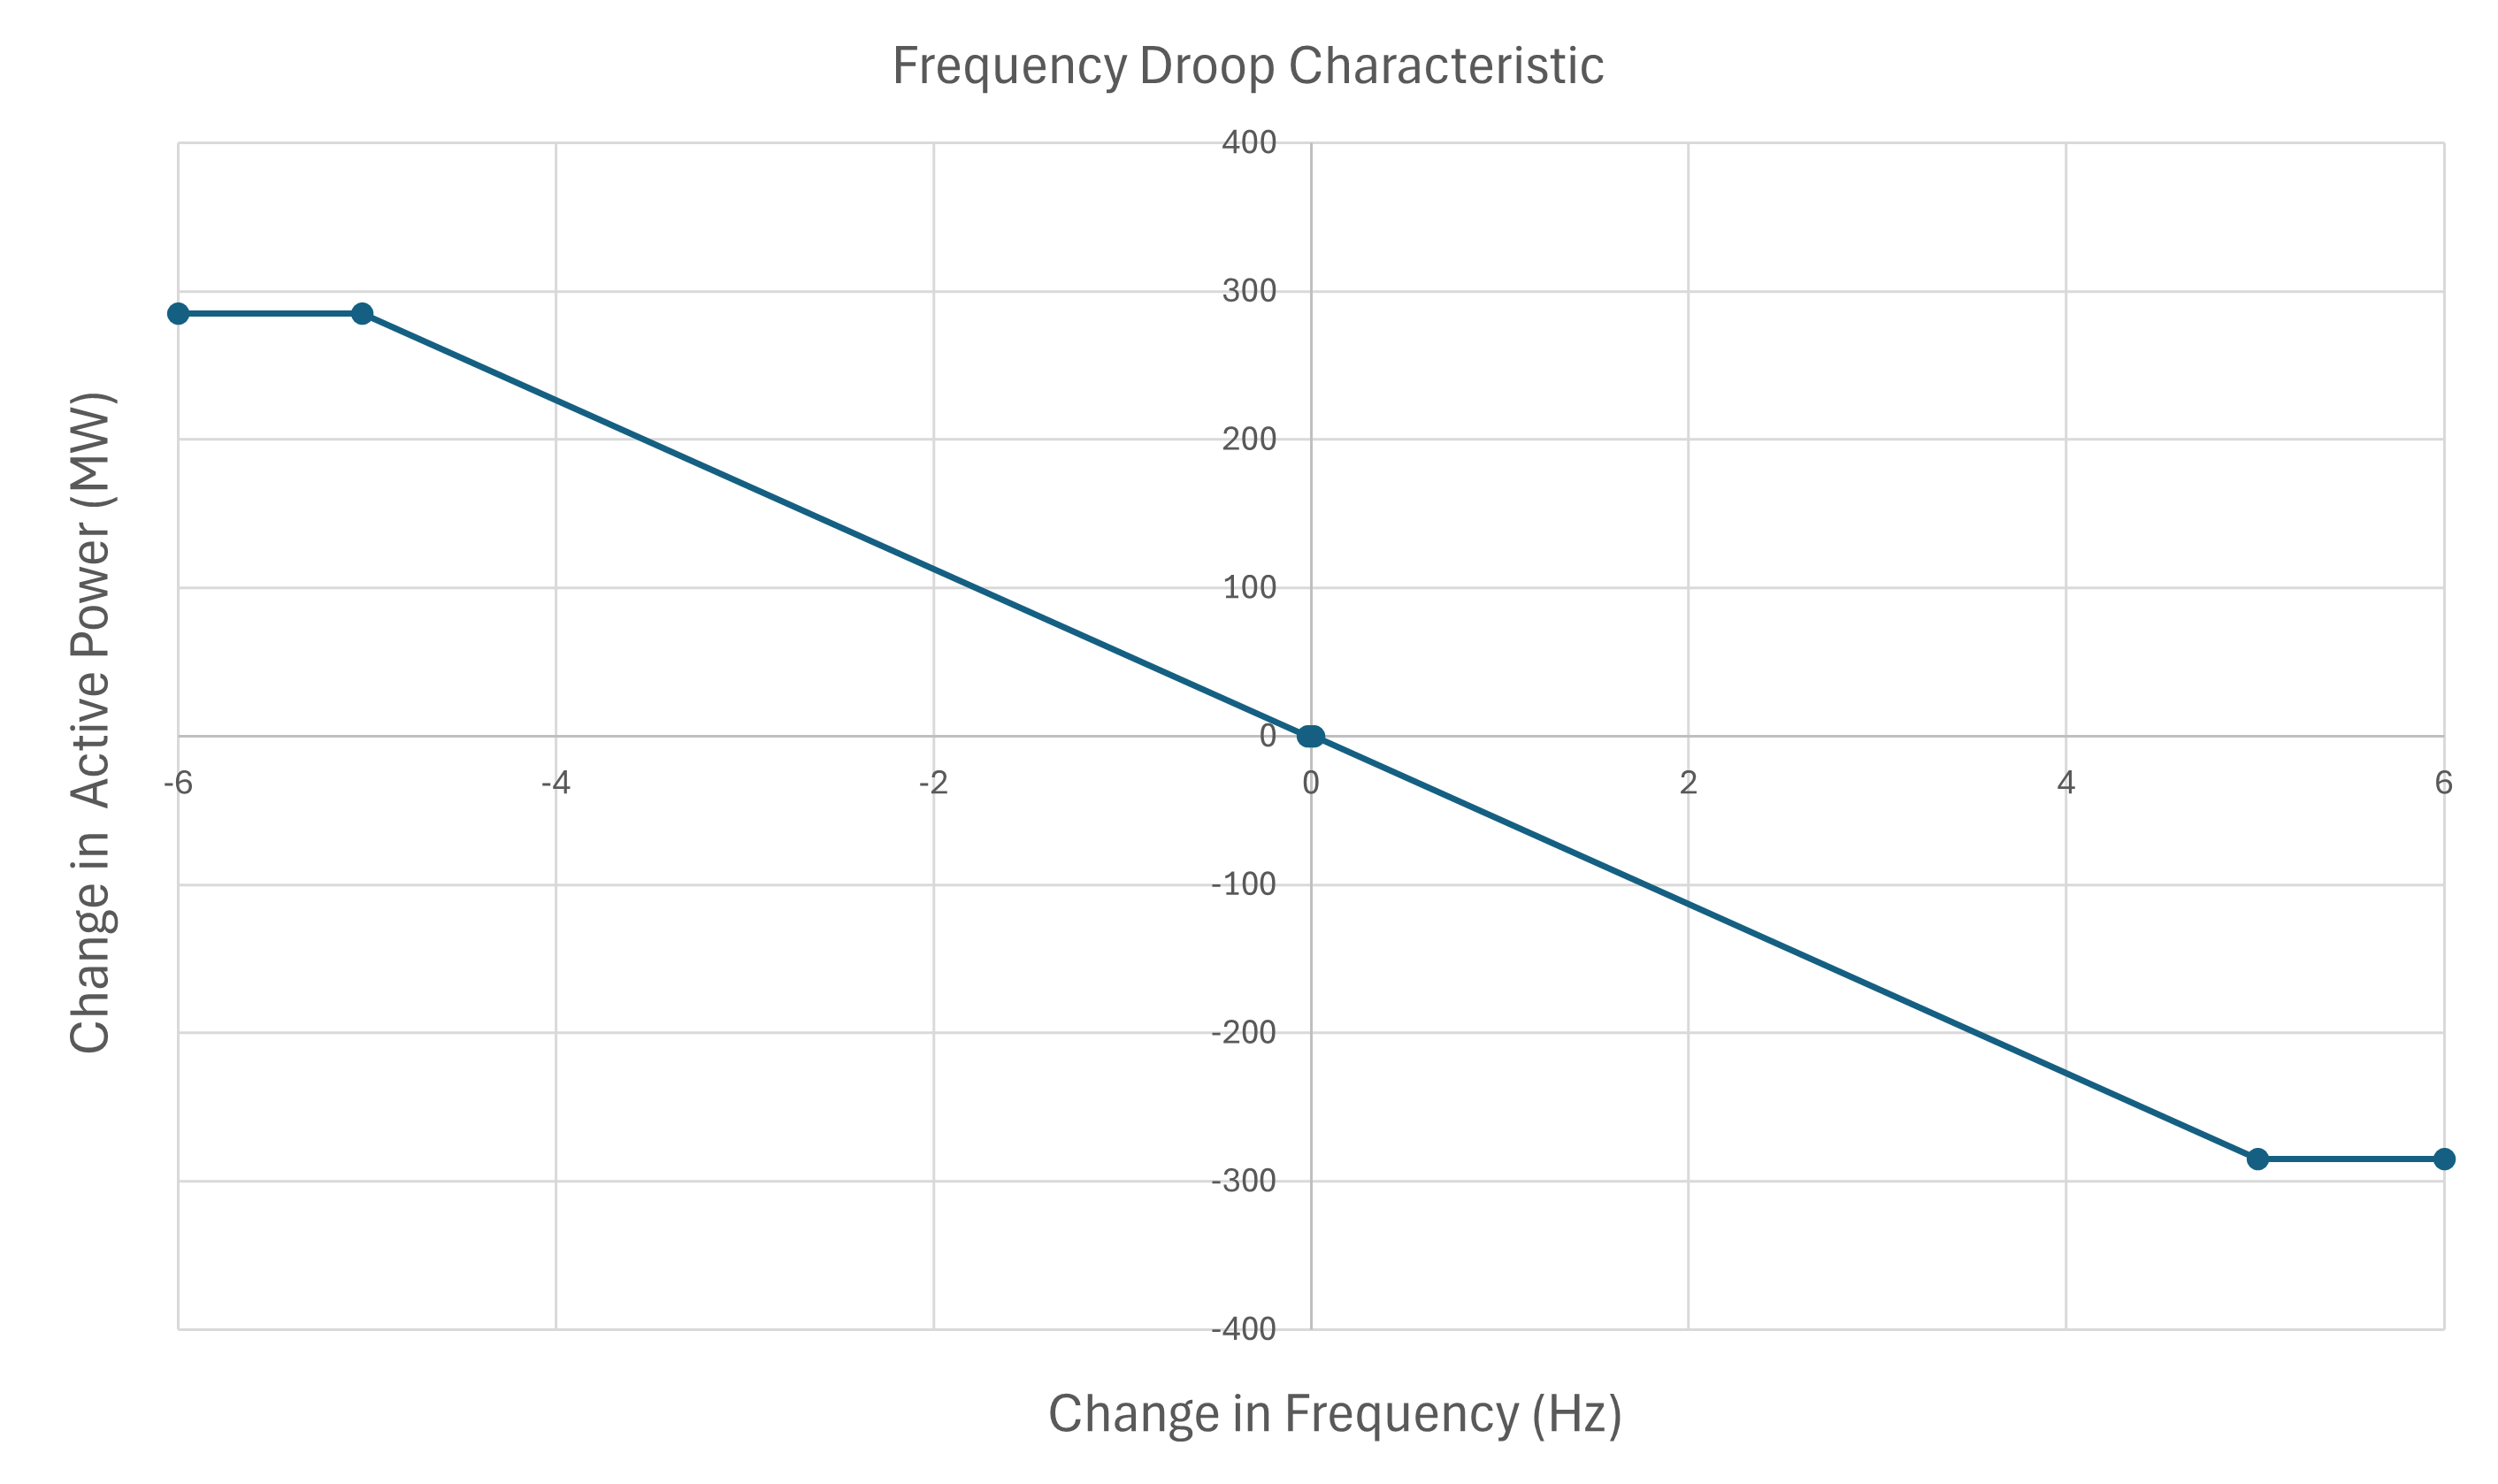 Frequency Droop Characteristic
400
300
200
100
0
-6 -4 -2 0 2 4 6
-100
-200
-300
-400
Change in Active Power (MW)
Change in Frequency (Hz)